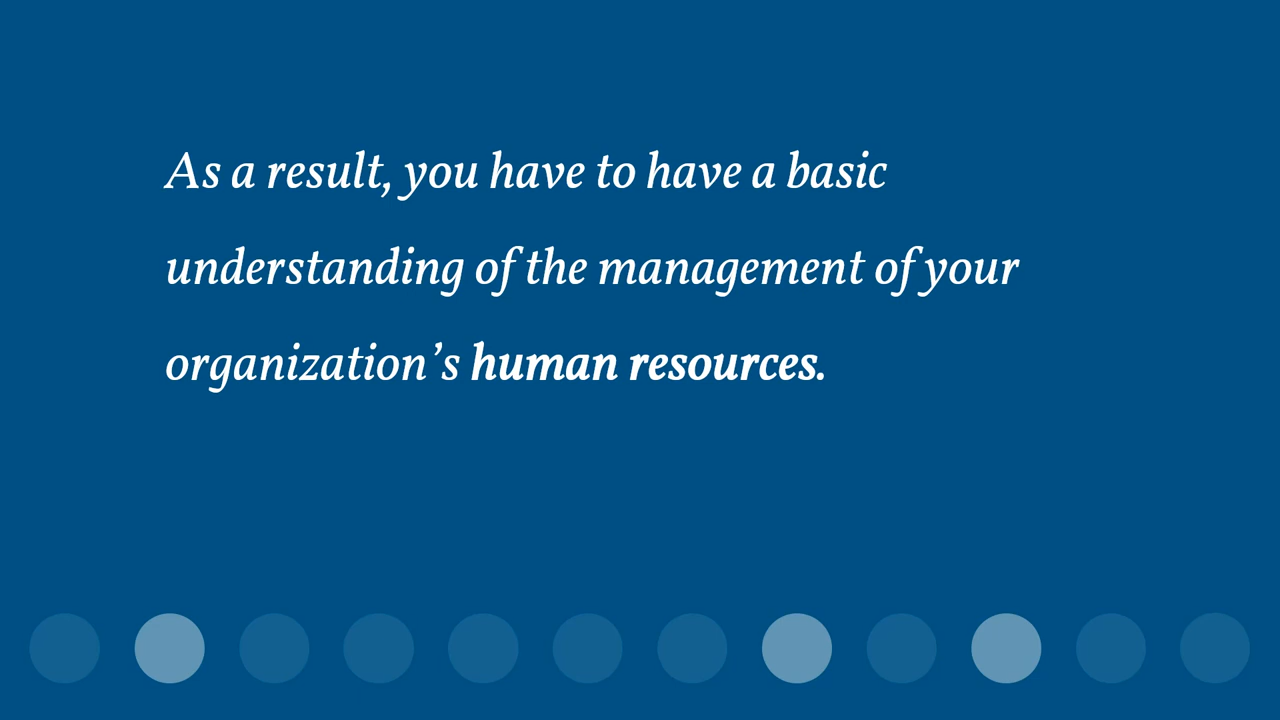 As a result, you have to have a basic
understanding of the management of your
organization’s human resources.